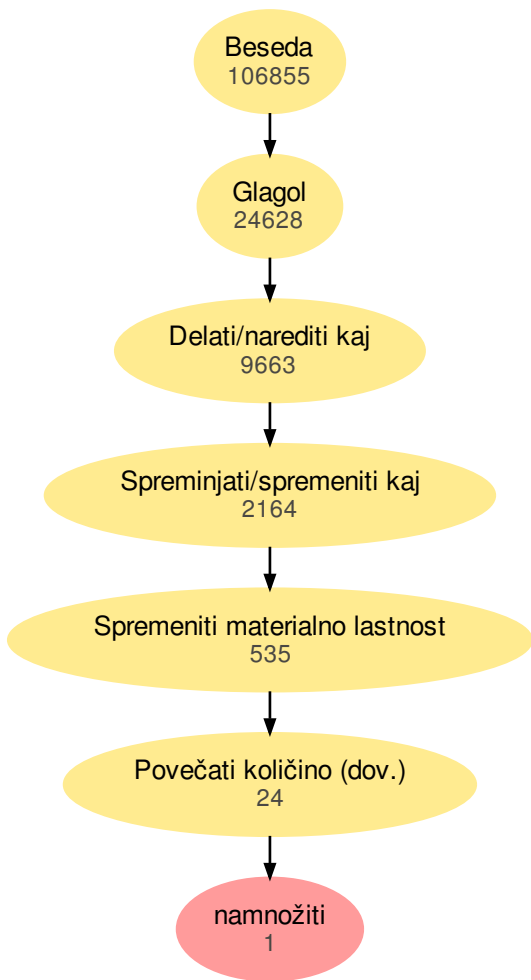 Beseda
106855
Glagol
24628
Delati/narediti kaj
9663
Spreminjati/spremeniti kaj
2164
Spremeniti materialno lastnost
535
Povečati količino (dov.)
24
namnožiti
1